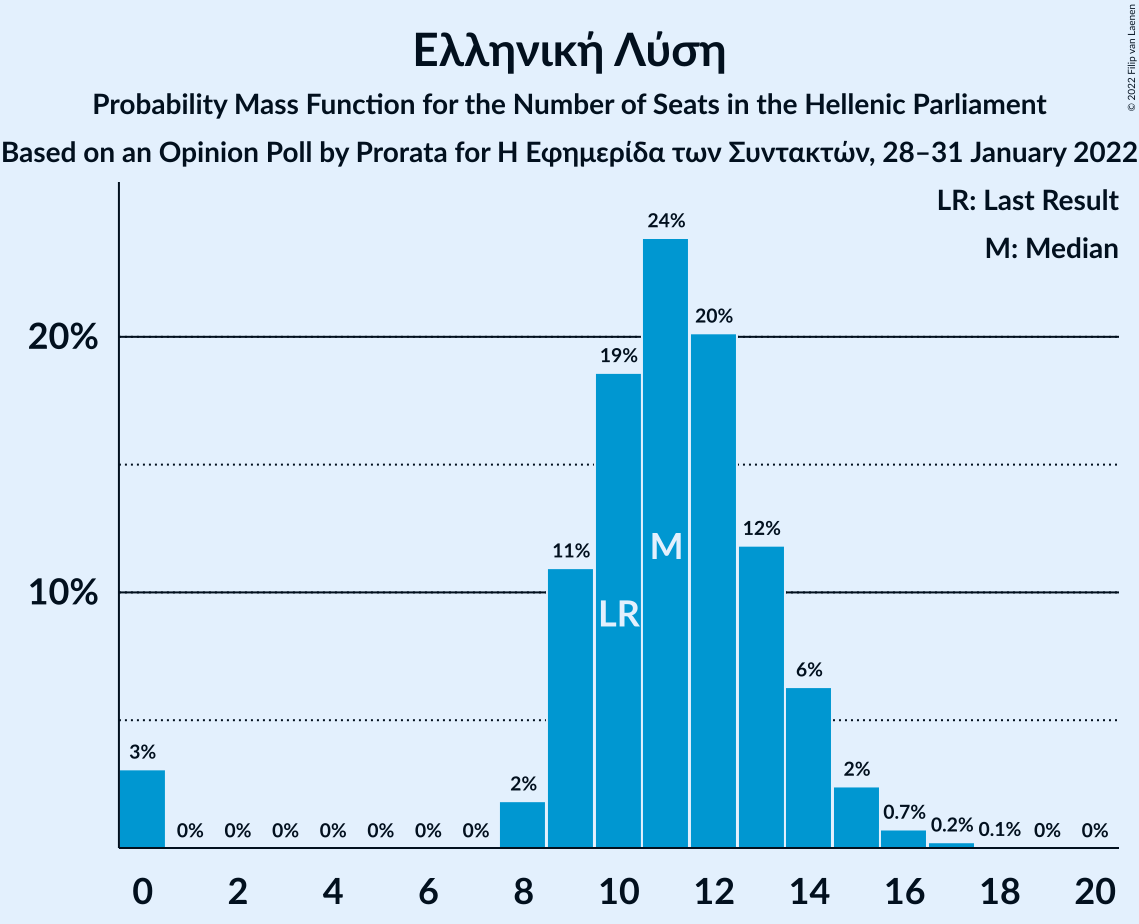 Ελληνική Λύση
Probability Mass Function for the Number of Seats in the Hellenic Parliament
Based on an Opinion Poll by Prorata for Η Εφημερίδα των Συντακτών, 28–31 January 2022
© 2022 Filip van Laenen
LR: Last Result
M: Median
20%
10%
3%
0%
0%
0%
0%
0%
0%
0%
2%
11%
19%
24%
20%
12%
6%
2%
0.7%
0.2%
0.1%
0%
0%
LR
M
0 2 4 6 8 10 12 14 16 18 20